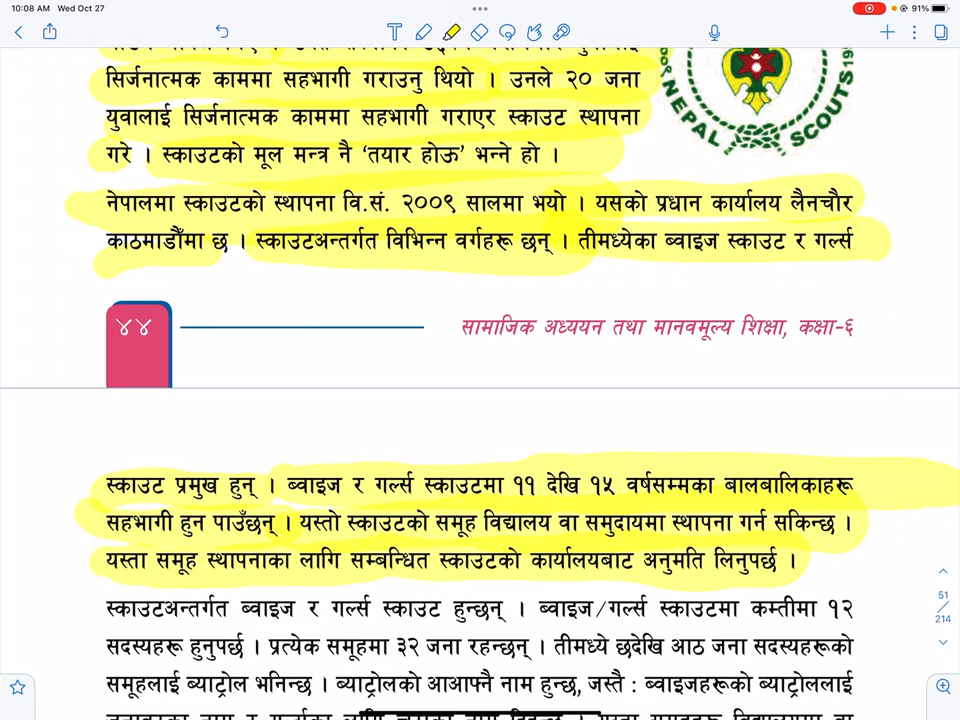 10:08 AM Wed Oct 27
91%
सिर्जनात्मक काममा सहभागी गराउनु थियो । उनले २० जना
युवालाई सिर्जनात्मक काममा सहभागी गराएर स्काउट स्थापना
गरे । स्काउटको मूल मन्त्र नै ‘तयार होऊ’ भन्ने हो ।
NEPAL SCOUTS
नेपालमा स्काउटको स्थापना वि.सं. २००९ सालमा भयो । यसको प्रधान कार्यालय लैनचौर
काठमाडौँमा छ । स्काउटअन्तर्गत विभिन्न वर्गहरू छन् । तीमध्येका ब्वाइज स्काउट र गर्ल्स
४४
सामाजिक अध्ययन तथा मानवमूल्य शिक्षा, कक्षा-६
स्काउट प्रमुख हुन् । ब्वाइज र गर्ल्स स्काउटमा ११ देखि १५ वर्षसम्मका बालबालिकाहरू
सहभागी हुन पाउँछन् । यस्तो स्काउटको समूह विद्यालय वा समुदायमा स्थापना गर्न सकिन्छ ।
यस्ता समूह स्थापनाका लागि सम्बन्धित स्काउटको कार्यालयबाट अनुमति लिनुपर्छ ।
51
214
स्काउटअन्तर्गत ब्वाइज र गर्ल्स स्काउट हुन्छन् । ब्वाइज/गर्ल्स स्काउटमा कम्तीमा १२
सदस्यहरू हुनुपर्छ । प्रत्येक समूहमा ३२ जना रहन्छन् । तीमध्ये छदेखि आठ जना सदस्यहरूको
समूहलाई ब्याट्रोल भनिन्छ । ब्याट्रोलको आआफ्नै नाम हुन्छ, जस्तै : ब्वाइजहरूको ब्याट्रोललाई